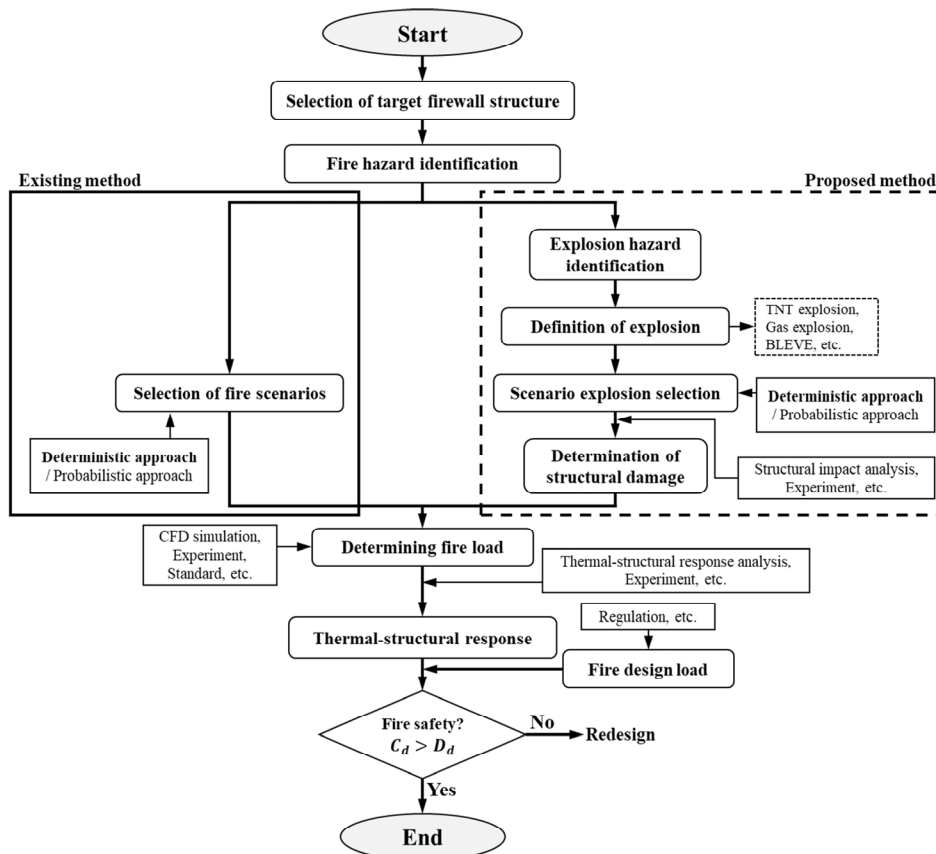 Start
Selection of target firewall structure
Fire hazard identification
Existing method
Proposed method
Explosion hazard
identification
Definition of explosion
TNT explosion,
Gas explosion,
BLEVE, etc.
Selection of fire scenarios
Scenario explosion selection
Deterministic approach
/ Probabilistic approach
Deterministic approach
/ Probabilistic approach
Determination of
structural damage
Structural impact analysis,
Experiment, etc.
CFD simulation,
Experiment,
Standard, etc.
Determining fire load
Thermal-structural response analysis,
Experiment, etc.
Regulation, etc.
Thermal-structural response
Fire design load
Fire safety?
C_d > D_d
No
Redesign
Yes
End